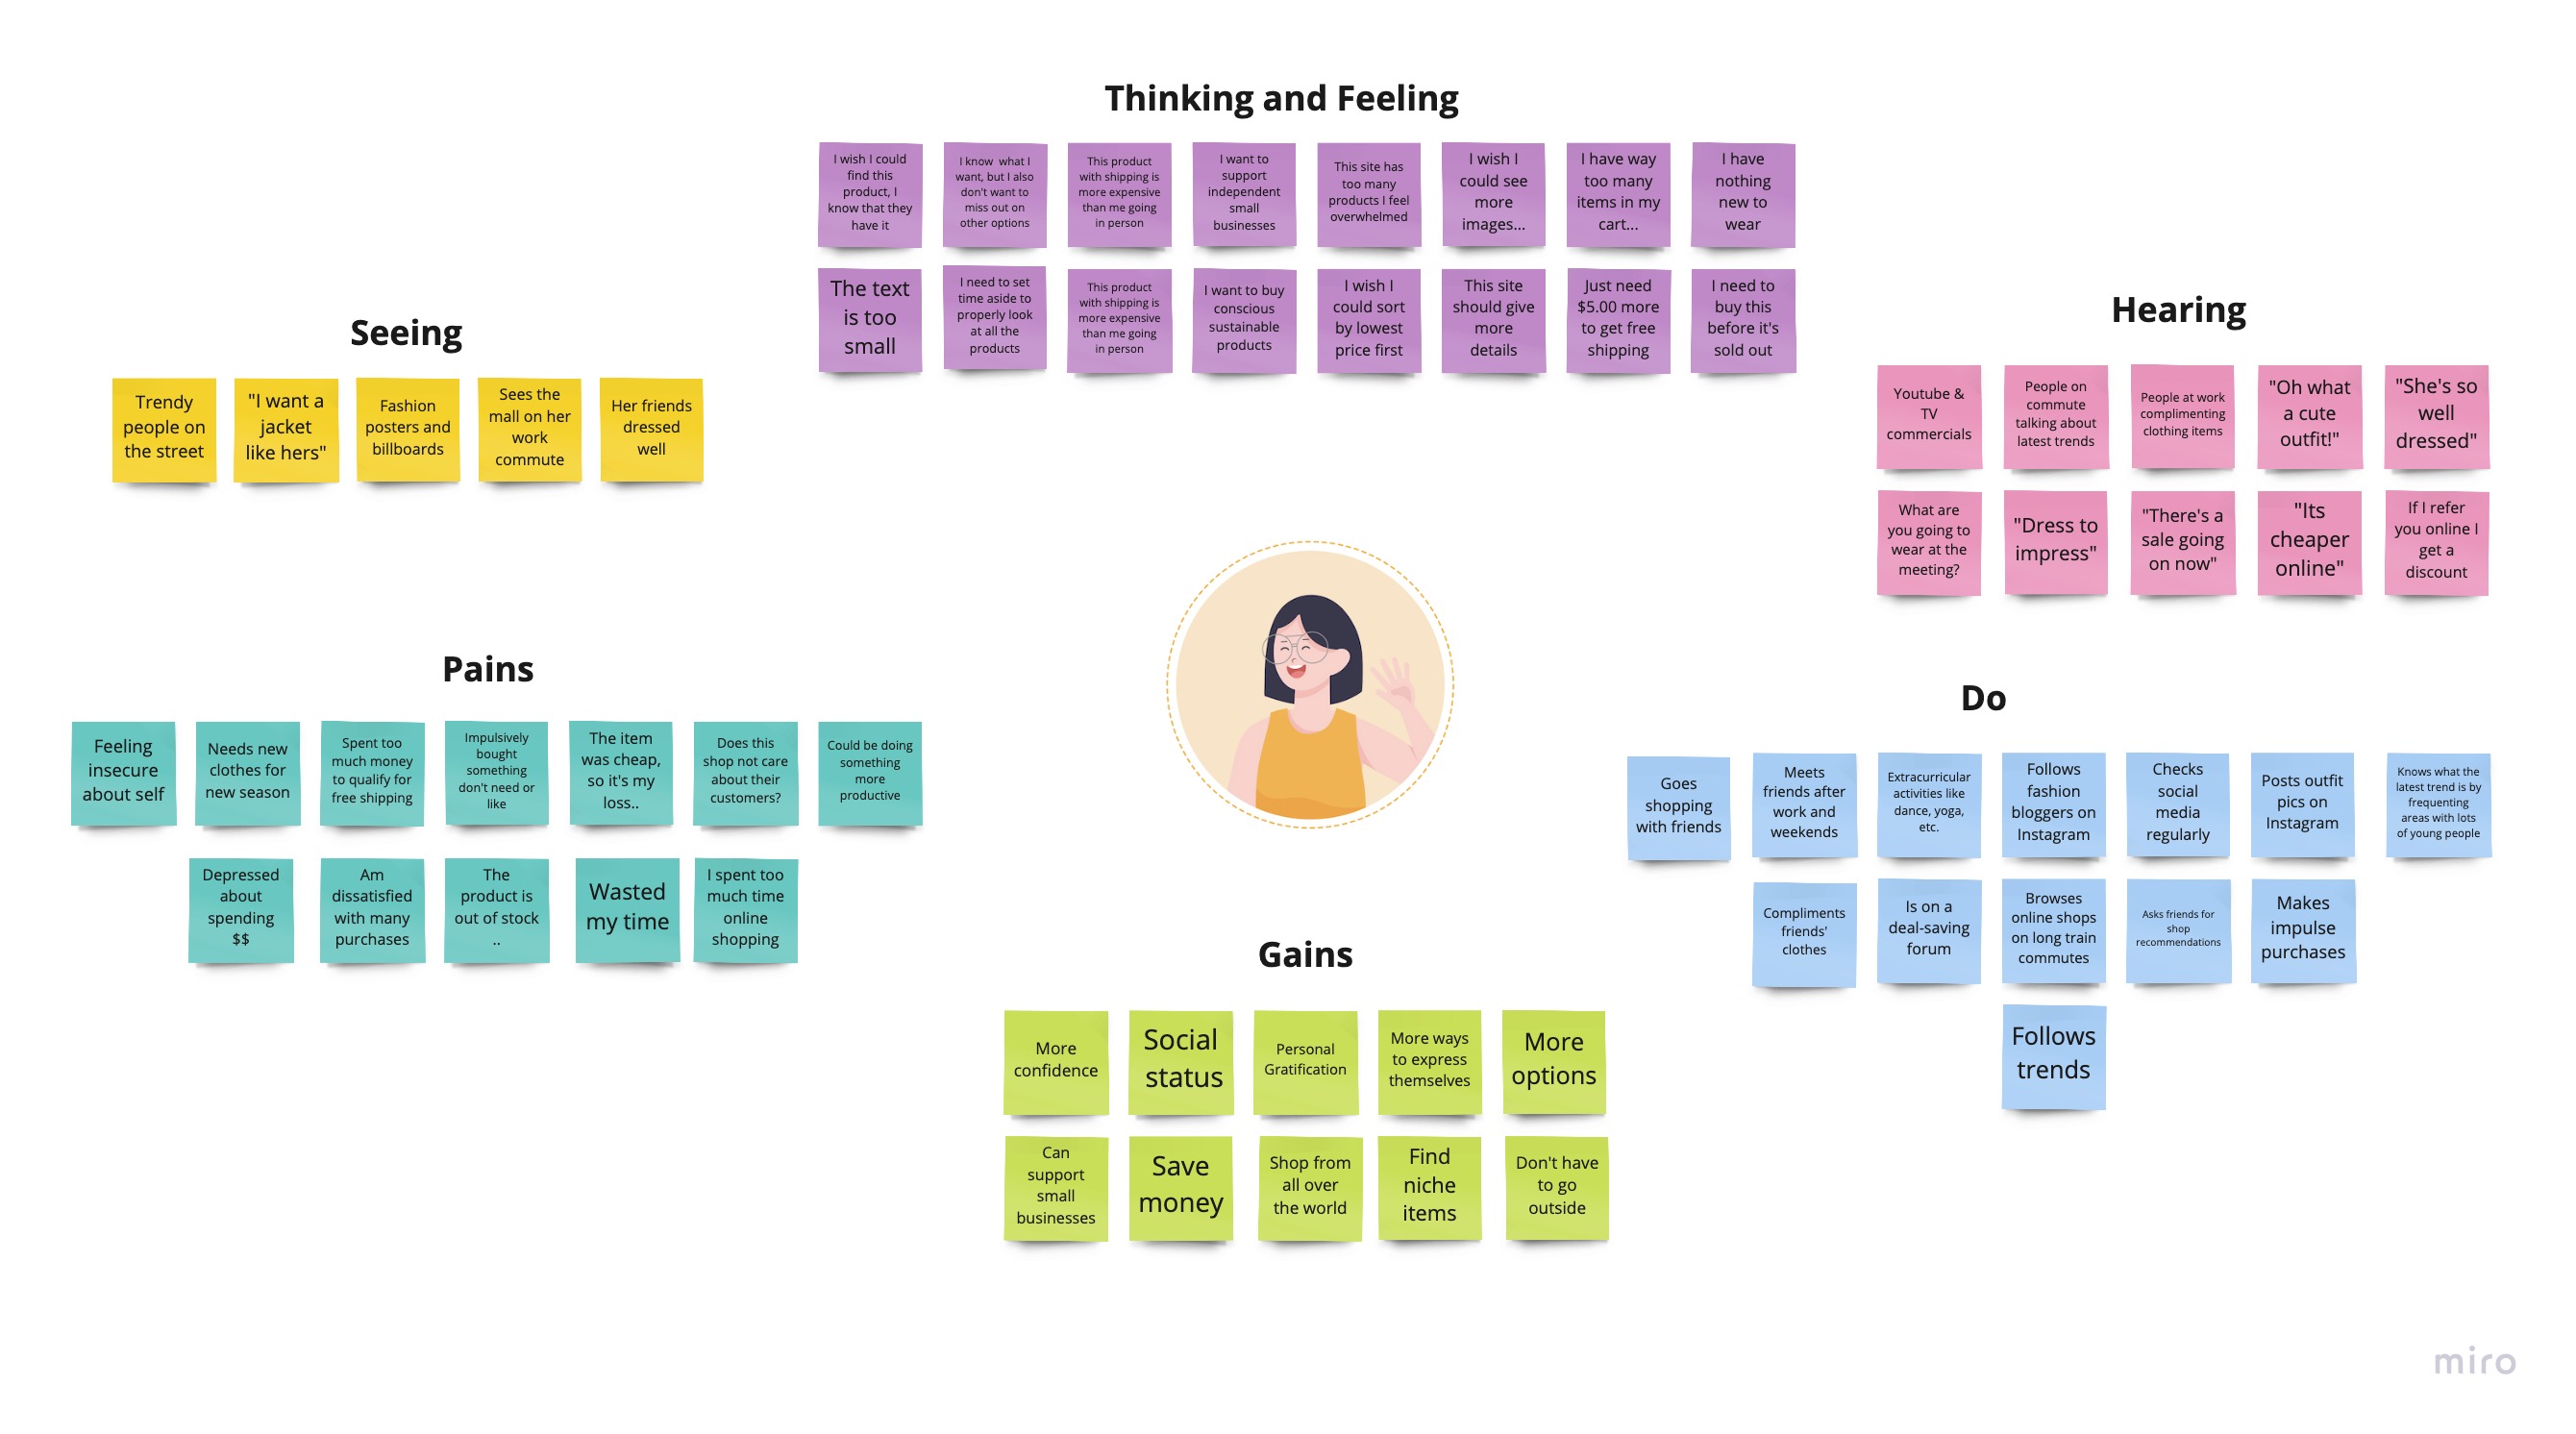 Thinking and Feeling
I wish I could
find this
product, I
know that they
have it
I know what I
want, but I also
don't want to
miss out on
other options
This product
with shipping is
more expensive
than me going
in person
I want to
support
independent
small
businesses
This site has
too many
products I feel
overwhelmed
I wish I
could see
more
images...
I have way
too many
items in my
cart...
I have
nothing
new to
wear
The text
is too
small
I need to set
time aside to
properly look
at all the
products
This product
with shipping is
more expensive
than me going
in person
I want to buy
conscious
sustainable
products
I wish I
could sort
by lowest
price first
This site
should give
more
details
Just need
$5.00 more
to get free
shipping
I need to
buy this
before it's
sold out
Seeing
Trendy
people on
the street
"I want a
jacket
like hers"
Fashion
posters and
billboards
Sees the
mall on her
work
commute
Her friends
dressed
well
Hearing
Youtube &
TV
commercials
People on
commute
talking about
latest trends
People at work
complimenting
clothing items
"Oh what
a cute
outfit!"
"She's so
well
dressed"
What are
you going to
wear at the
meeting?
"Dress to
impress"
"There's a
sale going
on now"
"Its
cheaper
online"
If I refer
you online I
get a
discount
Pains
Feeling
insecure
about self
Needs new
clothes for
new season
Spent too
much money
to qualify for
free shipping
Impulsively
bought
something
don't need or
like
The item
was cheap,
so it's my
loss..
Does this
shop not care
about their
customers?
Could be doing
something
more
productive
Depressed
about
spending
$$
Am
dissatisfied
with many
purchases
The
product is
out of stock
..
Wasted
my time
I spent too
much time
online
shopping
Do
Goes
shopping
with friends
Meets
friends after
work and
weekends
Extracurricular
activities like
dance, yoga,
etc.
Follows
fashion
bloggers on
Instagram
Checks
social
media
regularly
Posts outfit
pics on
Instagram
Knows what the
latest trend is by
frequenting
areas with lots
of young people
Compliments
friends'
clothes
Is on a
deal-saving
forum
Browses
online shops
on long train
commutes
Asks friends for
shop
recommendations
Makes
impulse
purchases
Follows
trends
Gains
More
confidence
Social
status
Personal
Gratification
More ways
to express
themselves
More
options
Can
support
small
businesses
Save
money
Shop from
all over
the world
Find
niche
items
Don't have
to go
outside
miro